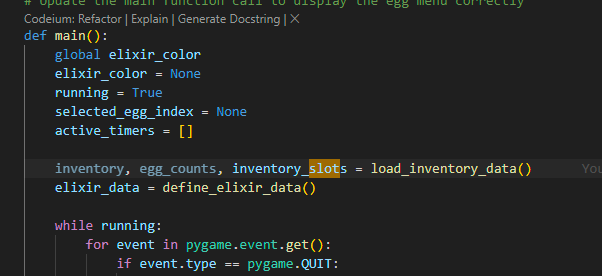 # Update the main function call to display the egg menu correctly
Codeium: Refactor | Explain | Generate Docstring | ✕
def main():
    global elixir_color
    elixir_color = None
    running = True
    selected_egg_index = None
    active_timers = []

    inventory, egg_counts, inventory_slots = load_inventory_data()    You
    elixir_data = define_elixir_data()

    while running:
        for event in pygame.event.get():
            if event.type == pygame.QUIT: